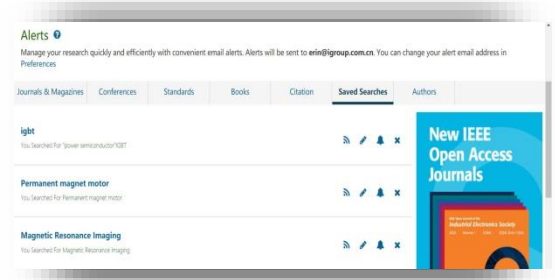 Alerts
Manage your research quickly and efficiently with convenient email alerts. Alerts will be sent to erin@igroup.com.cn. You can change your alert email address in
Preferences
Journals & Magazines Conferences Standards Books Citation Saved Searches Authors
igbt
You Searched For "power semiconductor"IGBT
Permanent magnet motor
You Searched For Permanent magnet motor
Magnetic Resonance Imaging
You Searched For Magnetic Resonance Imaging
New IEEE
Open Access
Journals
Industrial Electronics Society